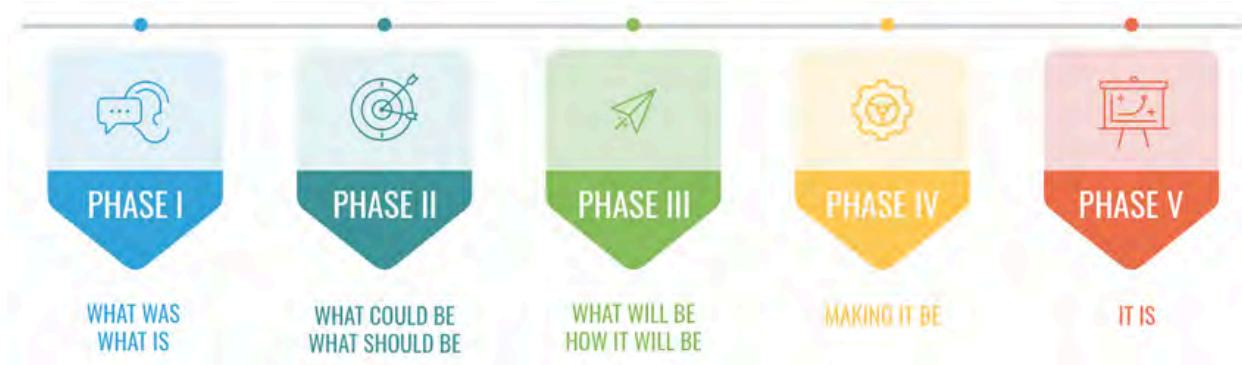 PHASE I
PHASE II
PHASE III
PHASE IV
PHASE V
WHAT WAS
WHAT IS
WHAT COULD BE
WHAT SHOULD BE
WHAT WILL BE
HOW IT WILL BE
MAKING IT BE
IT IS